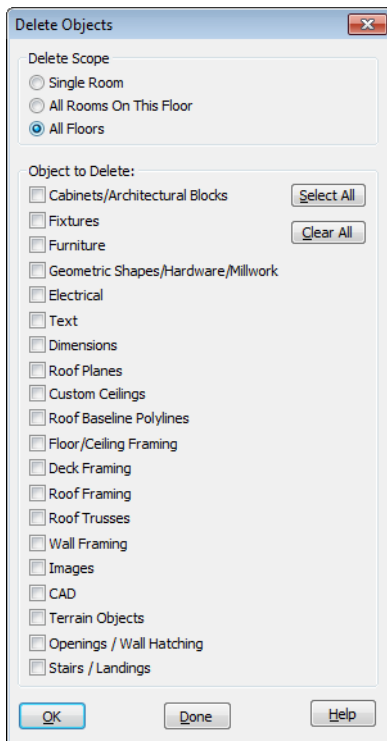 Delete Objects
Delete Scope
Single Room
All Rooms On This Floor
All Floors
Object to Delete:
Cabinets/Architectural Blocks
Select All
Fixtures
Clear All
Furniture
Geometric Shapes/Hardware/Millwork
Electrical
Text
Dimensions
Roof Planes
Custom Ceilings
Roof Baseline Polylines
Floor/Ceiling Framing
Deck Framing
Roof Framing
Roof Trusses
Wall Framing
Images
CAD
Terrain Objects
Openings / Wall Hatching
Stairs / Landings
OK
Done
Help